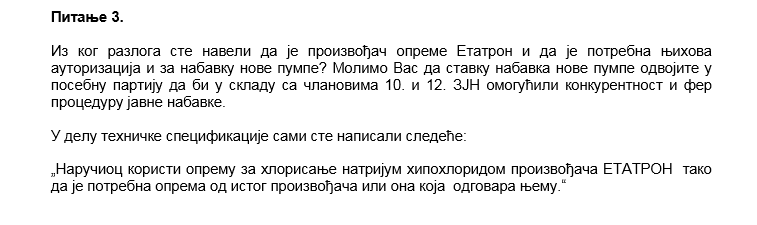 Питање 3.
Из ког разлога сте навели да је произвођач опреме Етатрон и да је потребна њихова
ауторизација и за набавку нове пумпе? Молимо Вас да ставку набавка нове пумпе одвојите у
посебну партију да би у складу са члановима 10. и 12. ЗЈН омогућили конкурентност и фер
процедуру јавне набавке.
У делу техничке спецификације сами сте написали следеће:
„Наручиоц користи опрему за хлорисање натријум хипохлоридом произвођача ЕТАТРОН тако
да је потребна опрема од истог произвођача или она која одговара њему.“